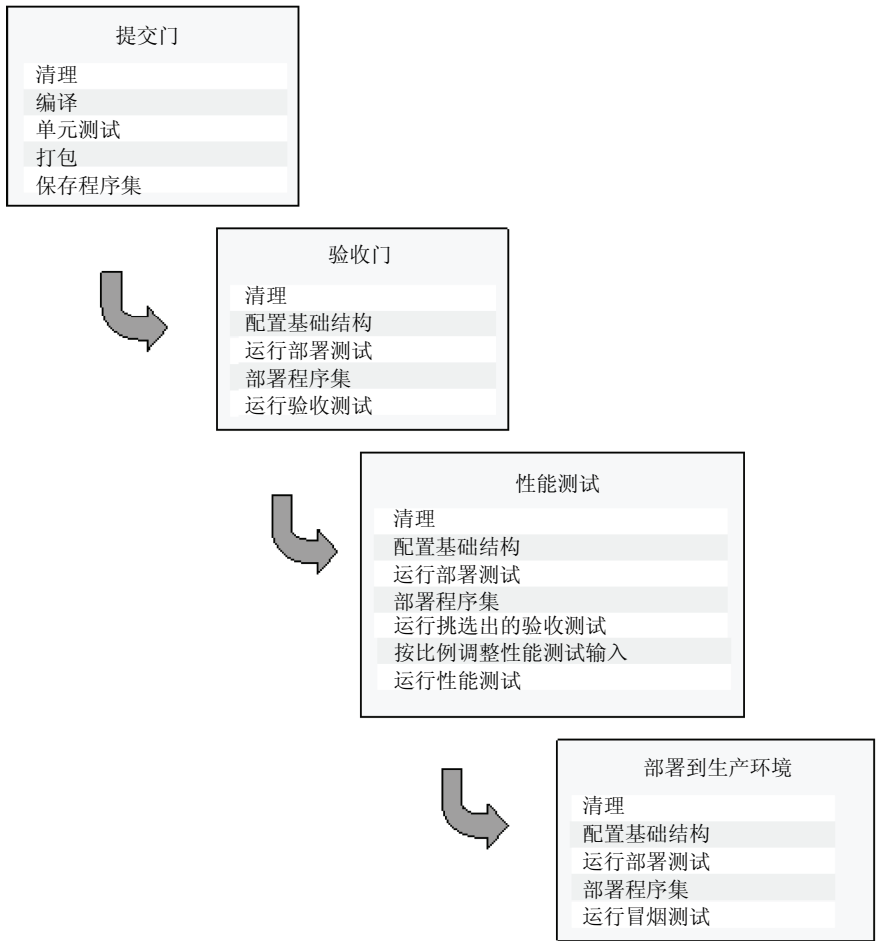 提交门
清理
编译
单元测试
打包
保存程序集
验收门
清理
配置基础结构
运行部署测试
部署程序集
运行验收测试
性能测试
清理
配置基础结构
运行部署测试
部署程序集
运行挑选出的验收测试
按比例调整性能测试输入
运行性能测试
部署到生产环境
清理
配置基础结构
运行部署测试
部署程序集
运行冒烟测试